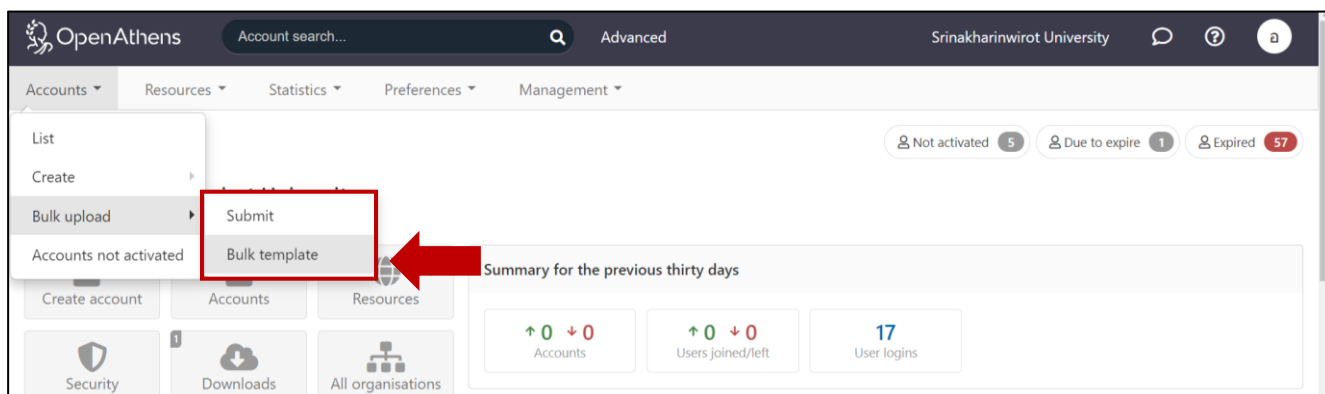 OpenAthens Account search... Advanced Srinakharinwirot University อ
Accounts Resources Statistics Preferences Management
List
Not activated 5 Due to expire 1 Expired 57
Create
Bulk upload Submit
Accounts not activated Bulk template
Summary for the previous thirty days
Create account Accounts Resources
↑ 0 ↓ 0 ↑ 0 ↓ 0 17
Accounts Users joined/left User logins
1
Security Downloads All organisations